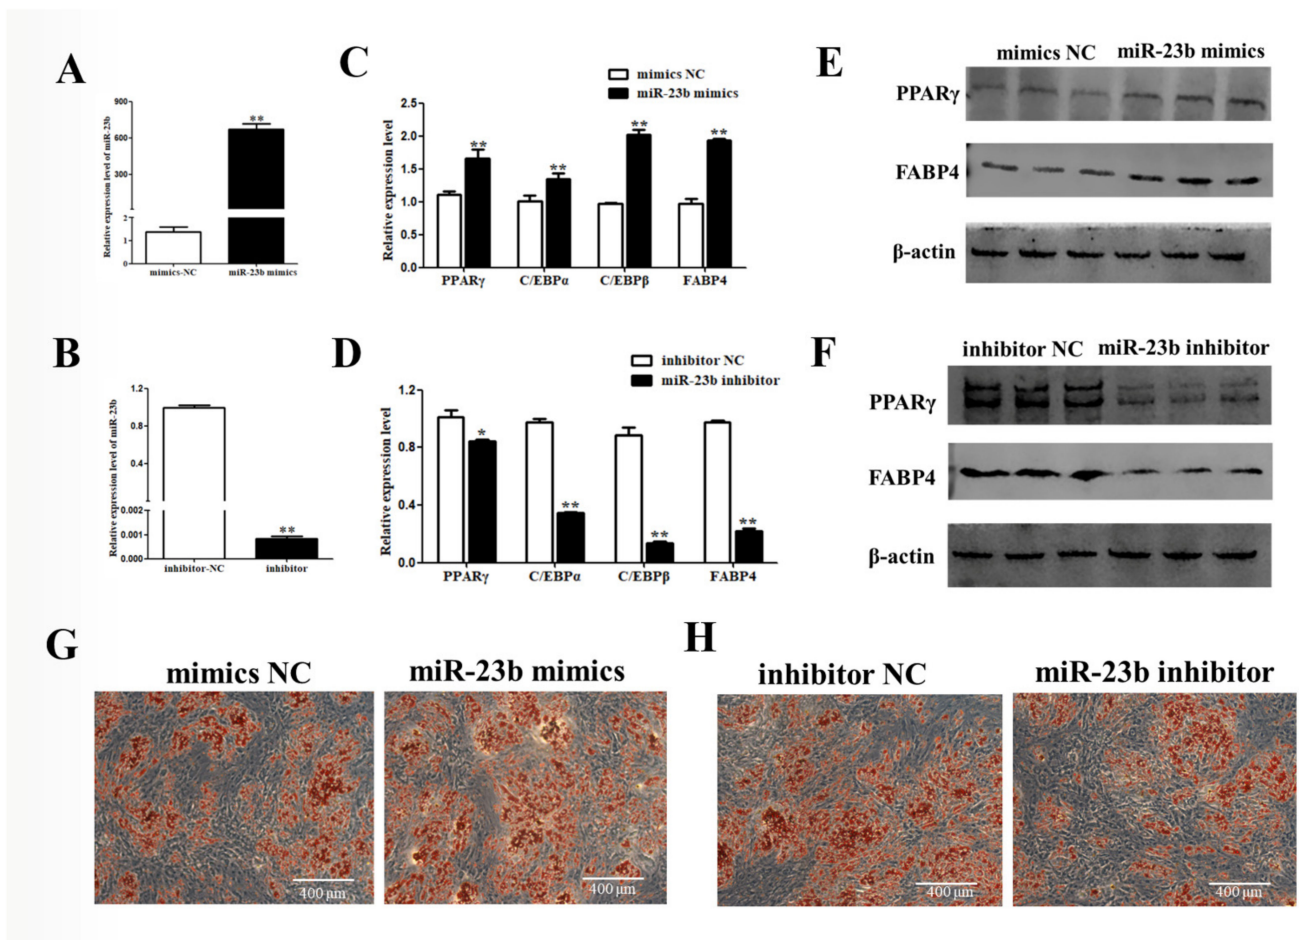 A
Relative expression level of miR-23b
900
600
300
2
1
0
**
mimics-NC
miR-23b mimics
C
mimics NC
miR-23b mimics
Relative expression level
2.5
2.0
1.5
1.0
0.5
0.0
**
**
**
**
PPARγ
C/EBPα
C/EBPβ
FABP4
E
mimics NC
miR-23b mimics
PPARγ
FABP4
β-actin
B
Relative expression level of miR-23b
1.2
0.8
0.4
0.002
0.001
0.000
**
inhibitor-NC
inhibitor
D
inhibitor NC
miR-23b inhibitor
Relative expression level
1.2
0.8
0.4
0.0
*
**
**
**
PPARγ
C/EBPα
C/EBPβ
FABP4
F
inhibitor NC
miR-23b inhibitor
PPARγ
FABP4
β-actin
G
mimics NC
miR-23b mimics
400 μm
400 μm
H
inhibitor NC
miR-23b inhibitor
400 μm
400 μm